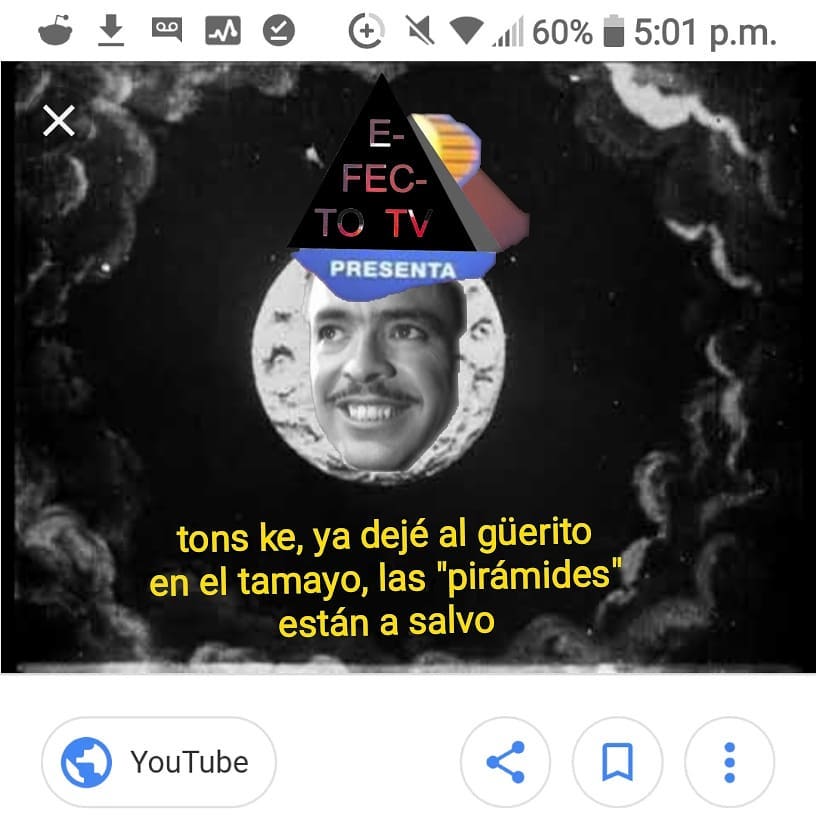 60% 5:01 p.m.
E-
FEC-
TO TV
PRESENTA
tons ke, ya dejé al güerito
en el tamayo, las "pirámides"
están a salvo
YouTube